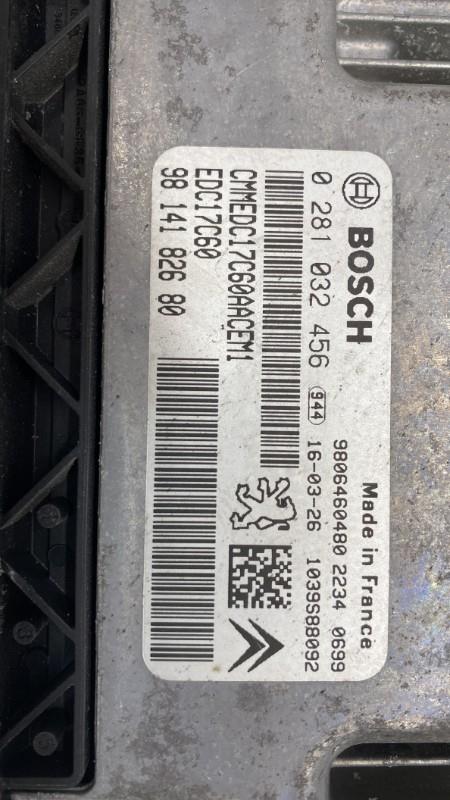 BOSCH
Made in France
9806460480 2234 0699
0 281 032 456 944 16-03-26 1039S88092
CMMEDC17C60AACEM1
EDC17C60
98 141 826 80